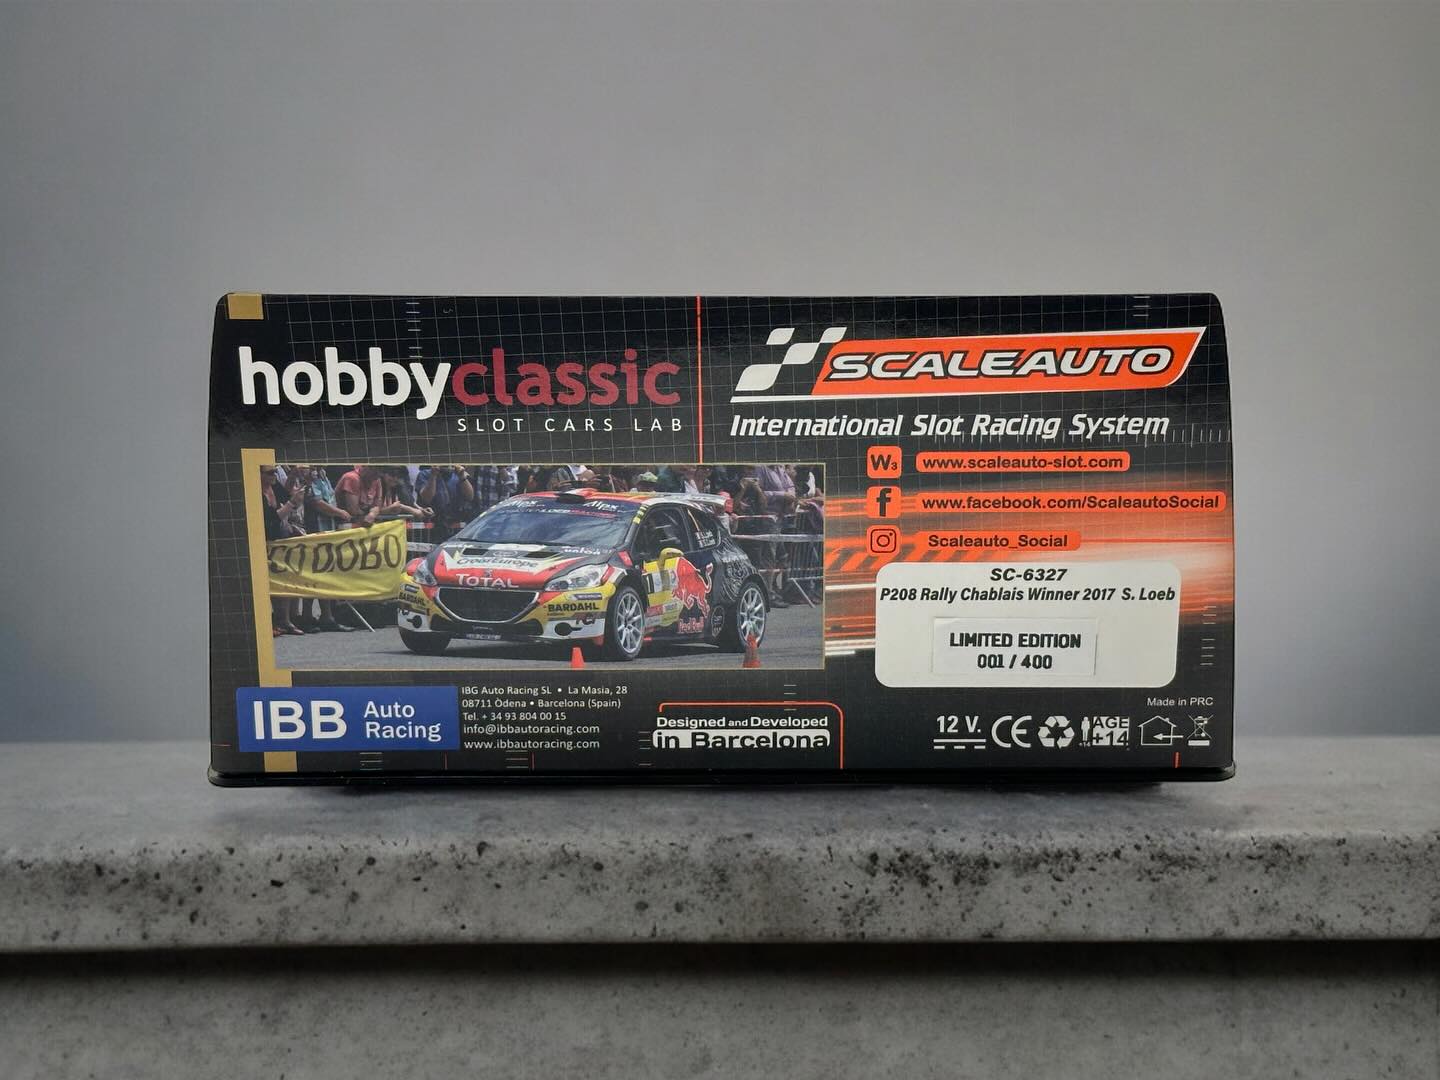 hobbyclassic
SLOT CARS LAB
SCALEAUTO
International Slot Racing System
W3 www.scaleauto-slot.com
f www.facebook.com/ScaleautoSocial
Scaleauto_Social
SC-6327
P208 Rally Chablais Winner 2017 S. Loeb
LIMITED EDITION
001 / 400
TOTAL
BARDAHL
Red Bull
IBB Auto
Racing
IBG Auto Racing SL • La Masia, 28
08711 Òdena • Barcelona (Spain)
Tel. + 34 93 804 00 15
info@ibbautoracing.com
www.ibbautoracing.com
Designed and Developed
in Barcelona
Made in PRC
12 V. CE AGE
+14